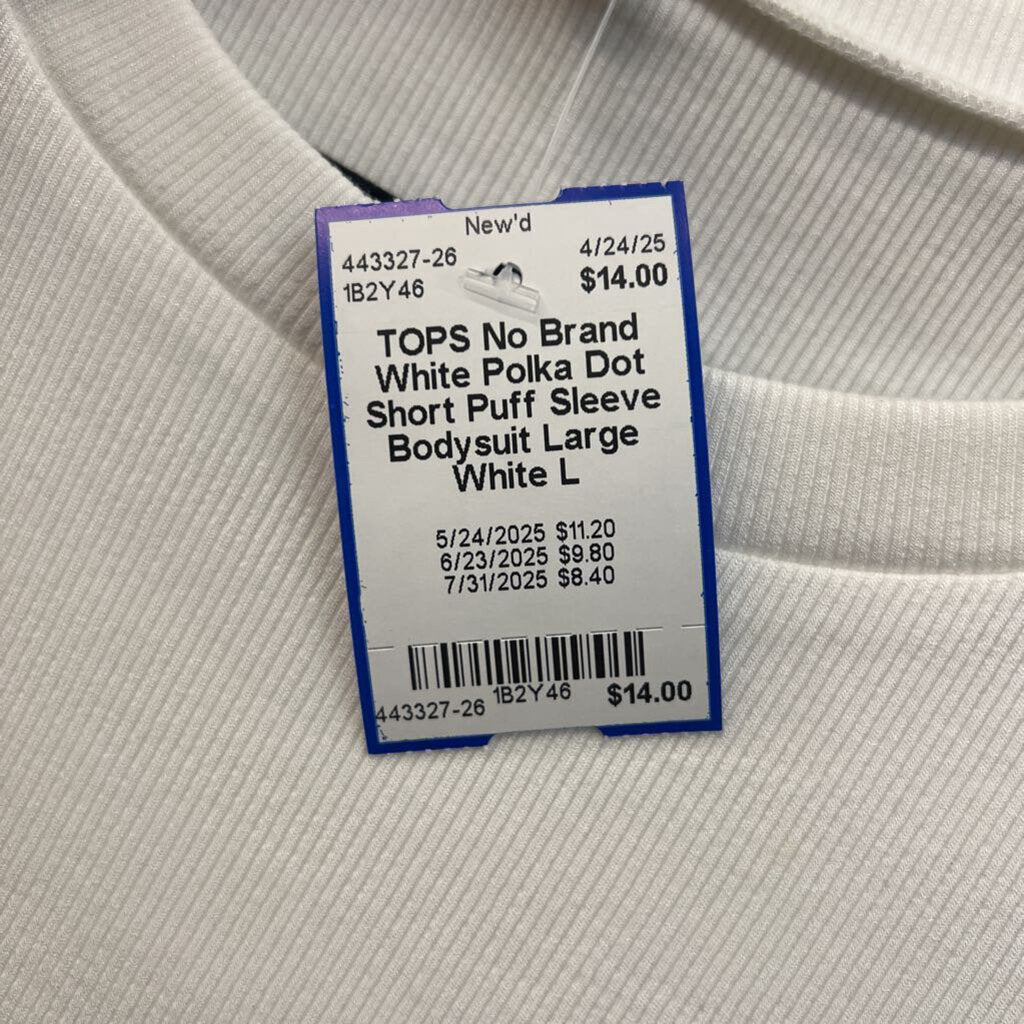 New'd
443327-26 4/24/25
1B2Y46 $14.00
TOPS No Brand
White Polka Dot
Short Puff Sleeve
Bodysuit Large
White L
5/24/2025 $11.20
6/23/2025 $9.80
7/31/2025 $8.40
443327-26 1B2Y46 $14.00